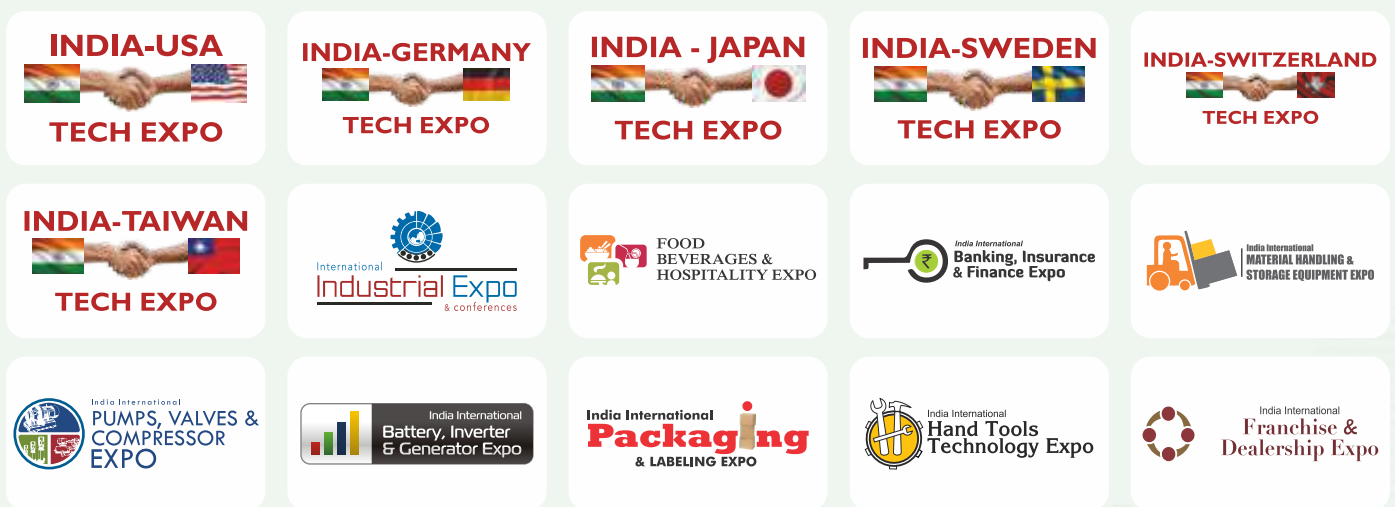 INDIA-USA
TECH EXPO
INDIA-GERMANY
TECH EXPO
INDIA - JAPAN
TECH EXPO
INDIA-SWEDEN
TECH EXPO
INDIA-SWITZERLAND
TECH EXPO
INDIA-TAIWAN
TECH EXPO
International
Industrial Expo
& conferences
FOOD
BEVERAGES &
HOSPITALITY EXPO
₹
India International
Banking, Insurance
& Finance Expo
India International
MATERIAL HANDLING &
STORAGE EQUIPMENT EXPO
India International
PUMPS, VALVES &
COMPRESSOR
EXPO
India International
Battery, Inverter
& Generator Expo
India International
Packaging
& LABELING EXPO
India International
Hand Tools
Technology Expo
India International
Franchise &
Dealership Expo